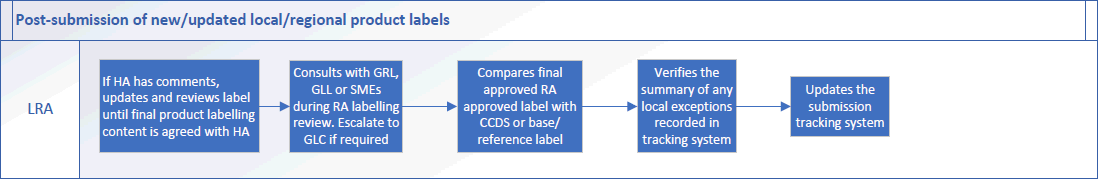 Post-submission of new/updated local/regional product labels
LRA
If HA has comments,
updates and reviews label
until final product labelling
content is agreed with HA
Consults with GRL,
GLL or SMEs
during RA labelling
review. Escalate to
GLC if required
Compares final
approved RA
approved label with
CCDS or base/
reference label
Verifies the
summary of any
local exceptions
recorded in
tracking system
Updates the
submission
tracking system